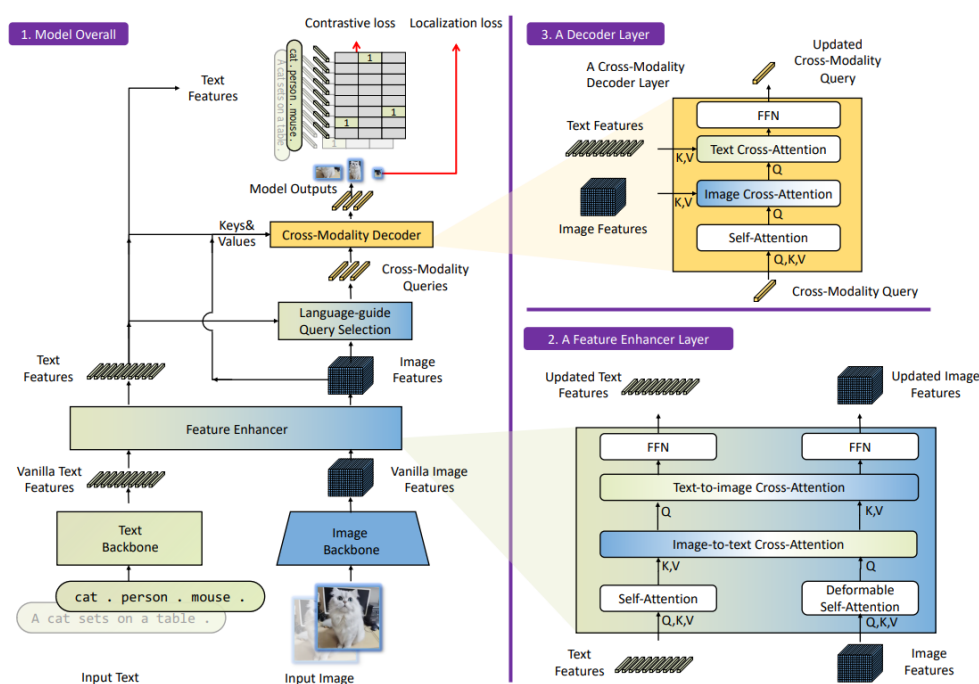 1. Model Overall
Contrastive loss
Localization loss
cat . person . mouse .
A cat sets on a table .
1
1
1
1
Text
Features
Model Outputs
Keys&
Values
Cross-Modality Decoder
Cross-Modality
Queries
Language-guide
Query Selection
Text
Features
Image
Features
Feature Enhancer
Vanilla Text
Features
Vanilla Image
Features
Text
Backbone
Image
Backbone
cat . person . mouse .
A cat sets on a table .
Input Text
Input Image
3. A Decoder Layer
A Cross-Modality
Decoder Layer
Updated
Cross-Modality
Query
FFN
Text Features
Text Cross-Attention
K,V
Q
Image Cross-Attention
K,V
Q
Image Features
Self-Attention
Q,K,V
Cross-Modality Query
2. A Feature Enhancer Layer
Updated Text
Features
Updated Image
Features
FFN
FFN
Text-to-image Cross-Attention
Q
K,V
Image-to-text Cross-Attention
K,V
Q
Self-Attention
Deformable
Self-Attention
Q,K,V
Q,K,V
Text
Features
Image
Features